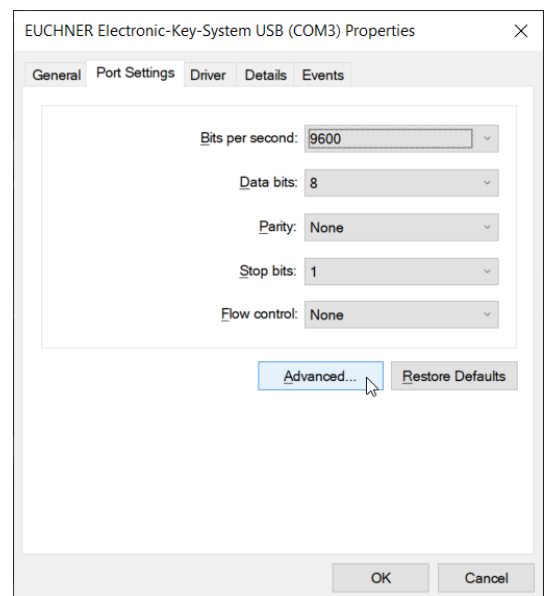 EUCHNER Electronic-Key-System USB (COM3) Properties
General Port Settings Driver Details Events
Bits per second: 9600
Data bits: 8
Parity: None
Stop bits: 1
Flow control: None
Advanced... Restore Defaults
OK Cancel